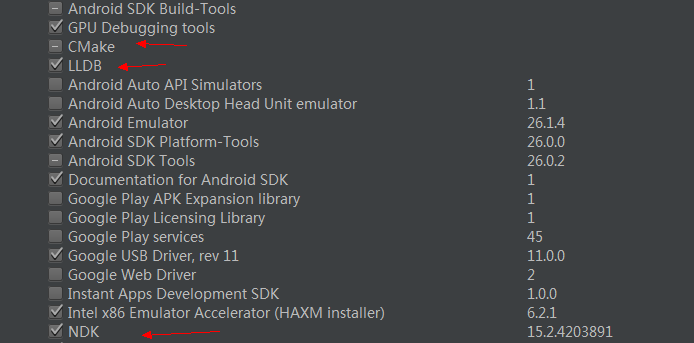 Android SDK Build-Tools
GPU Debugging tools
CMake
LLDB
Android Auto API Simulators 1
Android Auto Desktop Head Unit emulator 1.1
Android Emulator 26.1.4
Android SDK Platform-Tools 26.0.0
Android SDK Tools 26.0.2
Documentation for Android SDK 1
Google Play APK Expansion library 1
Google Play Licensing Library 1
Google Play services 45
Google USB Driver, rev 11 11.0.0
Google Web Driver 2
Instant Apps Development SDK 1.0.0
Intel x86 Emulator Accelerator (HAXM installer) 6.2.1
NDK 15.2.4203891